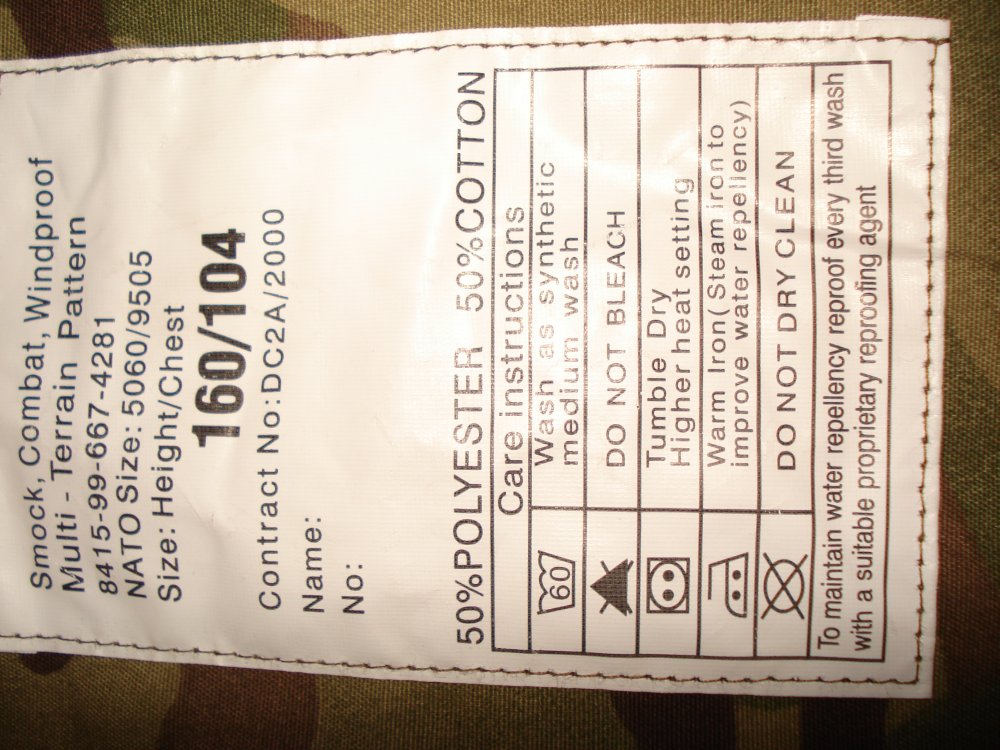 Smock, Combat, Windproof
Multi - Terrain Pattern
8415-99-667-4281
NATO Size: 5060/9505
Size: Height/Chest
160/104
Contract No:DC2A/2000
Name:
No:
50%POLYESTER 50%COTTON
Care instructions
60
Wash as synthetic
medium wash
DO NOT BLEACH
Tumble Dry
Higher heat setting
Warm Iron( Steam iron to
improve water repellency)
DO NOT DRY CLEAN
To maintain water repellency reproof every third wash
with a suitable proprietary reproofing agent